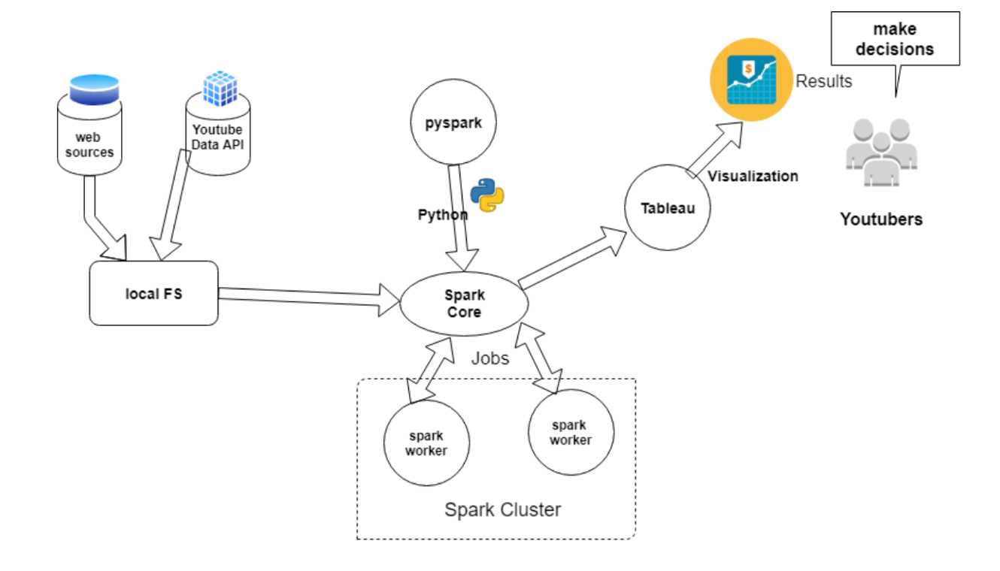 make
decisions
Results
web
sources
Youtube
Data API
pyspark
Visualization
Tableau
Python
Youtubers
local FS
Spark
Core
Jobs
spark
worker
spark
worker
Spark Cluster